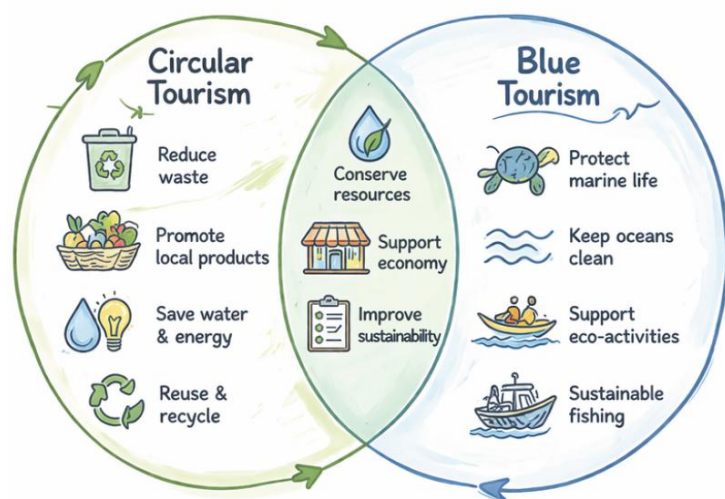 Circular
Tourism
Reduce
waste
Promote
local products
Save water
& energy
Reuse &
recycle
Conserve
resources
Support
economy
Improve
sustainability
Blue
Tourism
Protect
marine life
Keep oceans
clean
Support
eco-activities
Sustainable
fishing